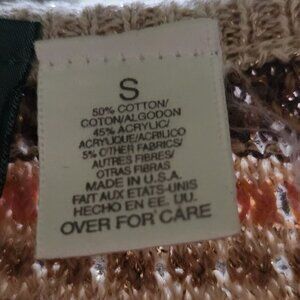 S
50% COTTON/
COTON/ALGODON
45% ACRYLIC/
ACRYLIQUE/ACRILICO
5% OTHER FABRICS/
AUTRES FIBRES/
OTRAS FIBRAS
MADE IN U.S.A.
FAIT AUX ETATS-UNIS
HECHO EN EE. UU.
OVER FOR CARE